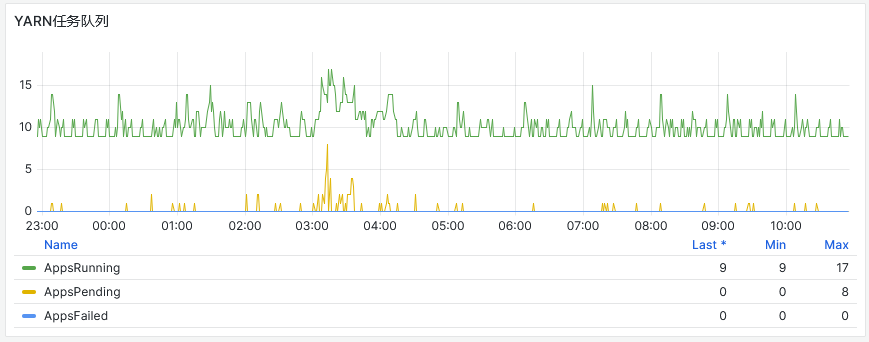 YARN任务队列
15
10
5
0
23:00 00:00 01:00 02:00 03:00 04:00 05:00 06:00 07:00 08:00 09:00 10:00
Name Last * Min Max
AppsRunning 9 9 17
AppsPending 0 0 8
AppsFailed 0 0 0